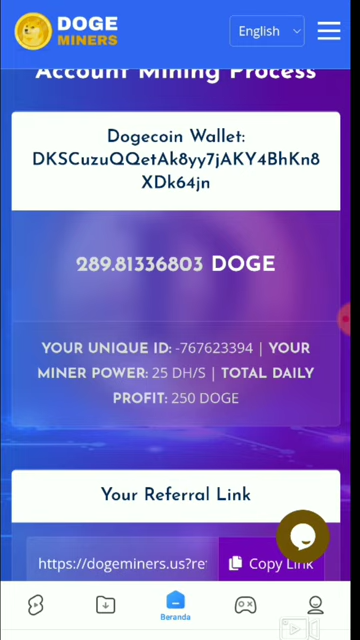 DOGE
MINERS
English
Account Mining Process
Dogecoin Wallet:
DKSCuzuQQetAk8yy7jAKY4BhKn8
XDk64jn
289.81336803 DOGE
YOUR UNIQUE ID: -767623394 | YOUR
MINER POWER: 25 DH/S | TOTAL DAILY
PROFIT: 250 DOGE
Your Referral Link
https://dogeminers.us?re
Copy Link
Beranda